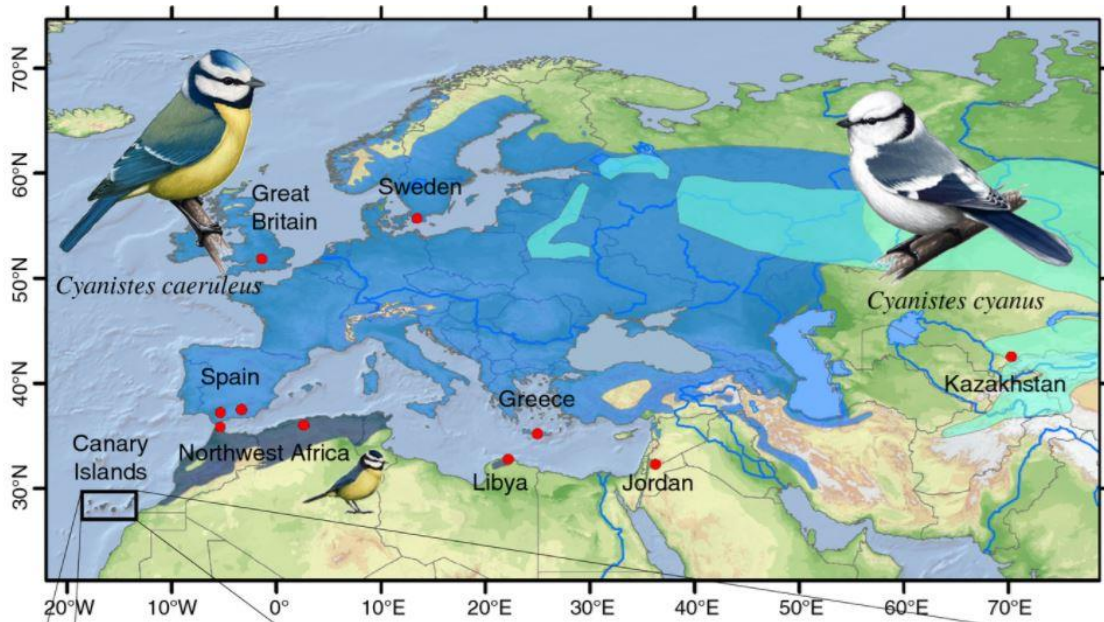 70°N
60°N
50°N
40°N
30°N
Great
Britain
Sweden
Cyanistes caeruleus
Cyanistes cyanus
Spain
Greece
Kazakhstan
Canary
Islands
Northwest Africa
Libya
Jordan
20°W
10°W
0°
10°E
20°E
30°E
40°E
50°E
60°E
70°E